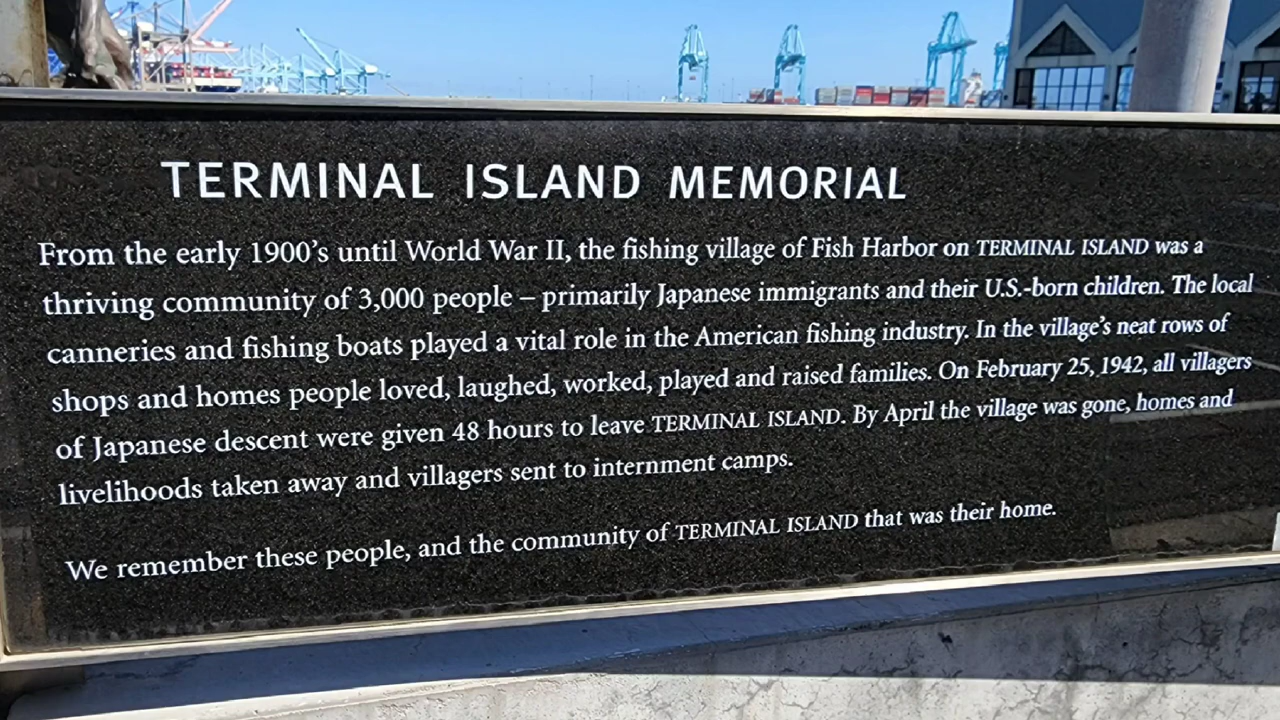 TERMINAL ISLAND MEMORIAL
From the early 1900's until World War II, the fishing village of Fish Harbor on TERMINAL ISLAND was a
thriving community of 3,000 people – primarily Japanese immigrants and their U.S.-born children. The local
canneries and fishing boats played a vital role in the American fishing industry. In the village's neat rows of
shops and homes people loved, laughed, worked, played and raised families. On February 25, 1942, all villagers
of Japanese descent were given 48 hours to leave TERMINAL ISLAND. By April the village was gone, homes and
livelihoods taken away and villagers sent to internment camps.
We remember these people, and the community of TERMINAL ISLAND that was their home.